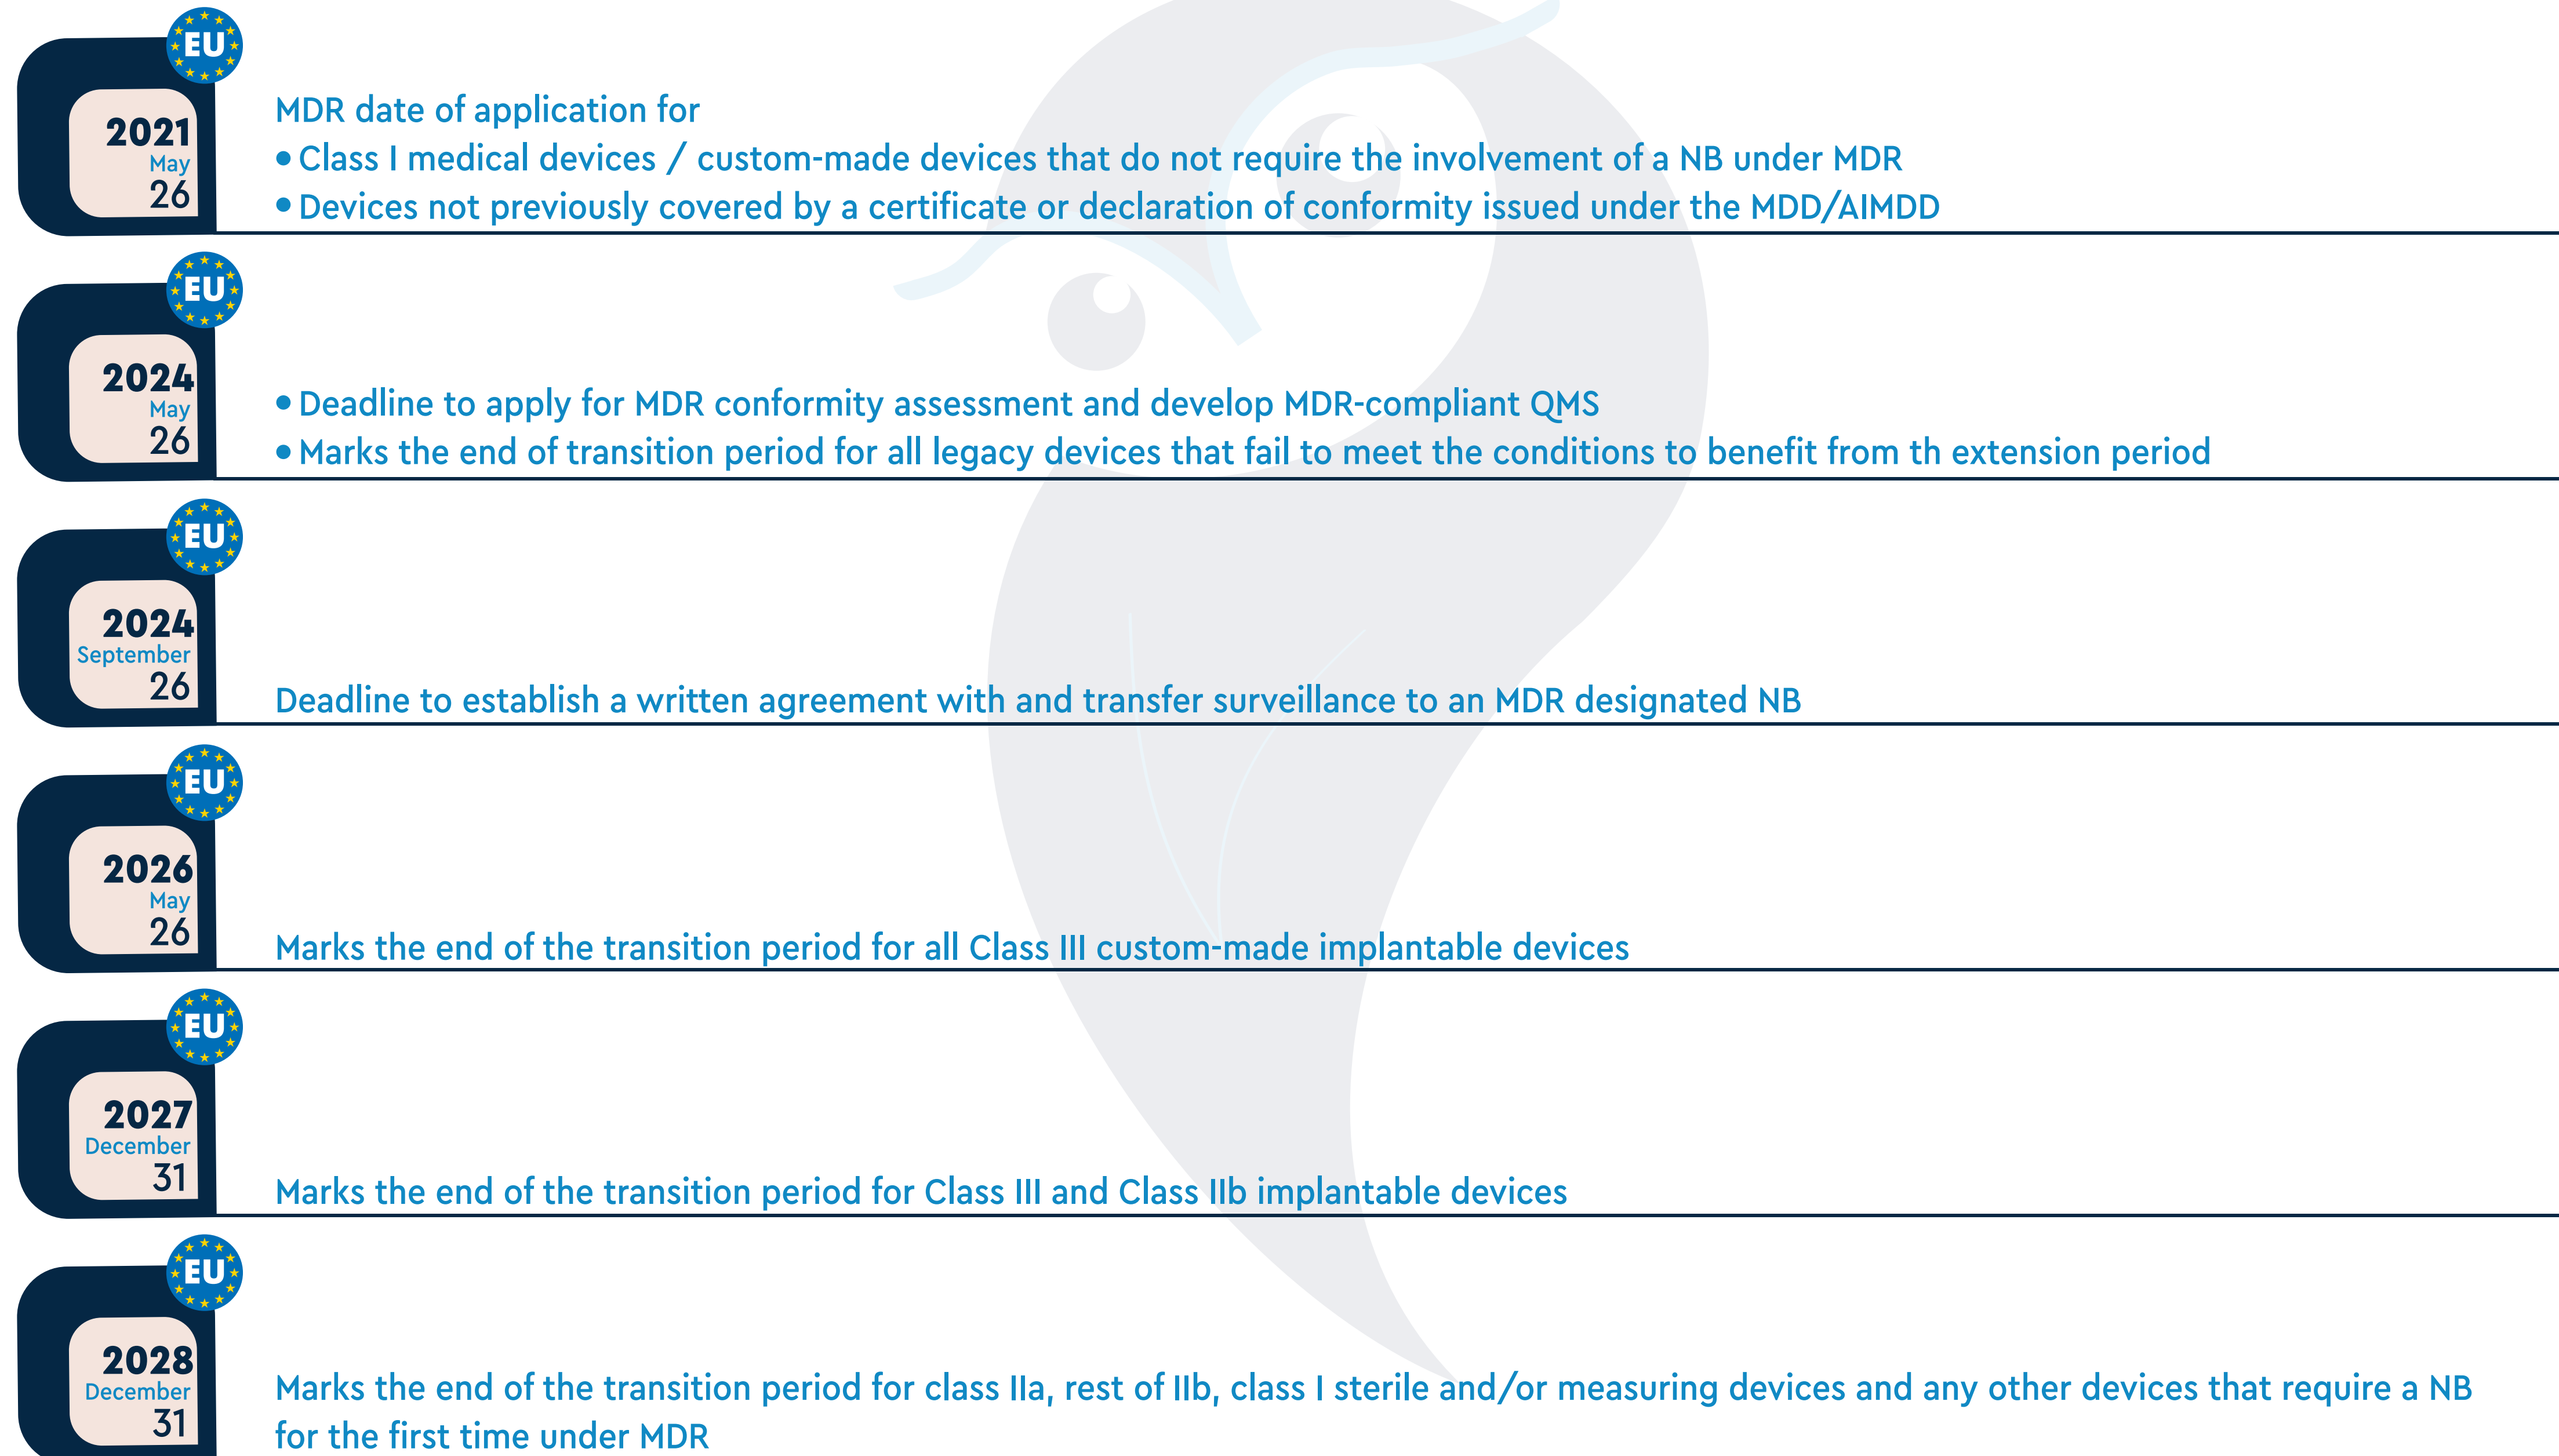 EU
2021
May
26
MDR date of application for
• Class I medical devices / custom-made devices that do not require the involvement of a NB under MDR
• Devices not previously covered by a certificate or declaration of conformity issued under the MDD/AIMDD
EU
2024
May
26
• Deadline to apply for MDR conformity assessment and develop MDR-compliant QMS
• Marks the end of transition period for all legacy devices that fail to meet the conditions to benefit from th extension period
EU
2024
September
26
Deadline to establish a written agreement with and transfer surveillance to an MDR designated NB
EU
2026
May
26
Marks the end of the transition period for all Class III custom-made implantable devices
EU
2027
December
31
Marks the end of the transition period for Class III and Class IIb implantable devices
EU
2028
December
31
Marks the end of the transition period for class IIa, rest of IIb, class I sterile and/or measuring devices and any other devices that require a NB
for the first time under MDR